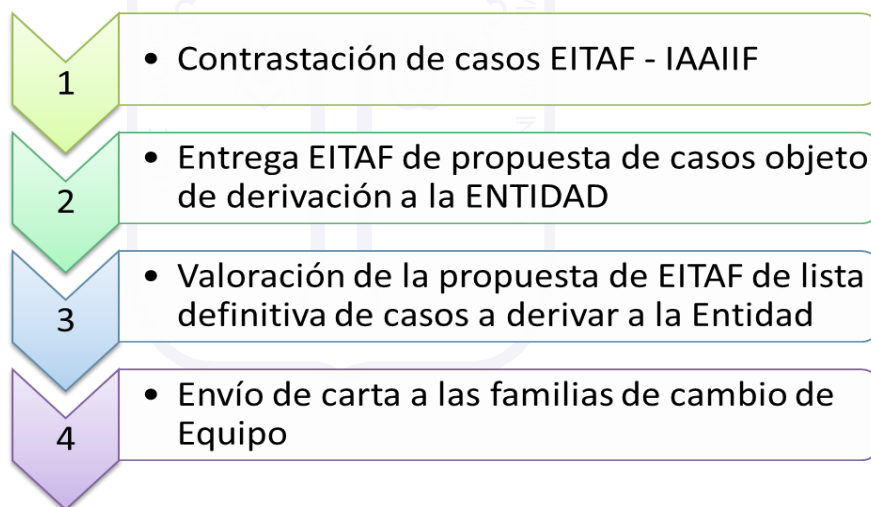 1
• Contrastación de casos EITAF - IAAIIF
2
• Entrega EITAF de propuesta de casos objeto
de derivación a la ENTIDAD
3
• Valoración de la propuesta de EITAF de lista
definitiva de casos a derivar a la Entidad
4
• Envío de carta a las familias de cambio de
Equipo